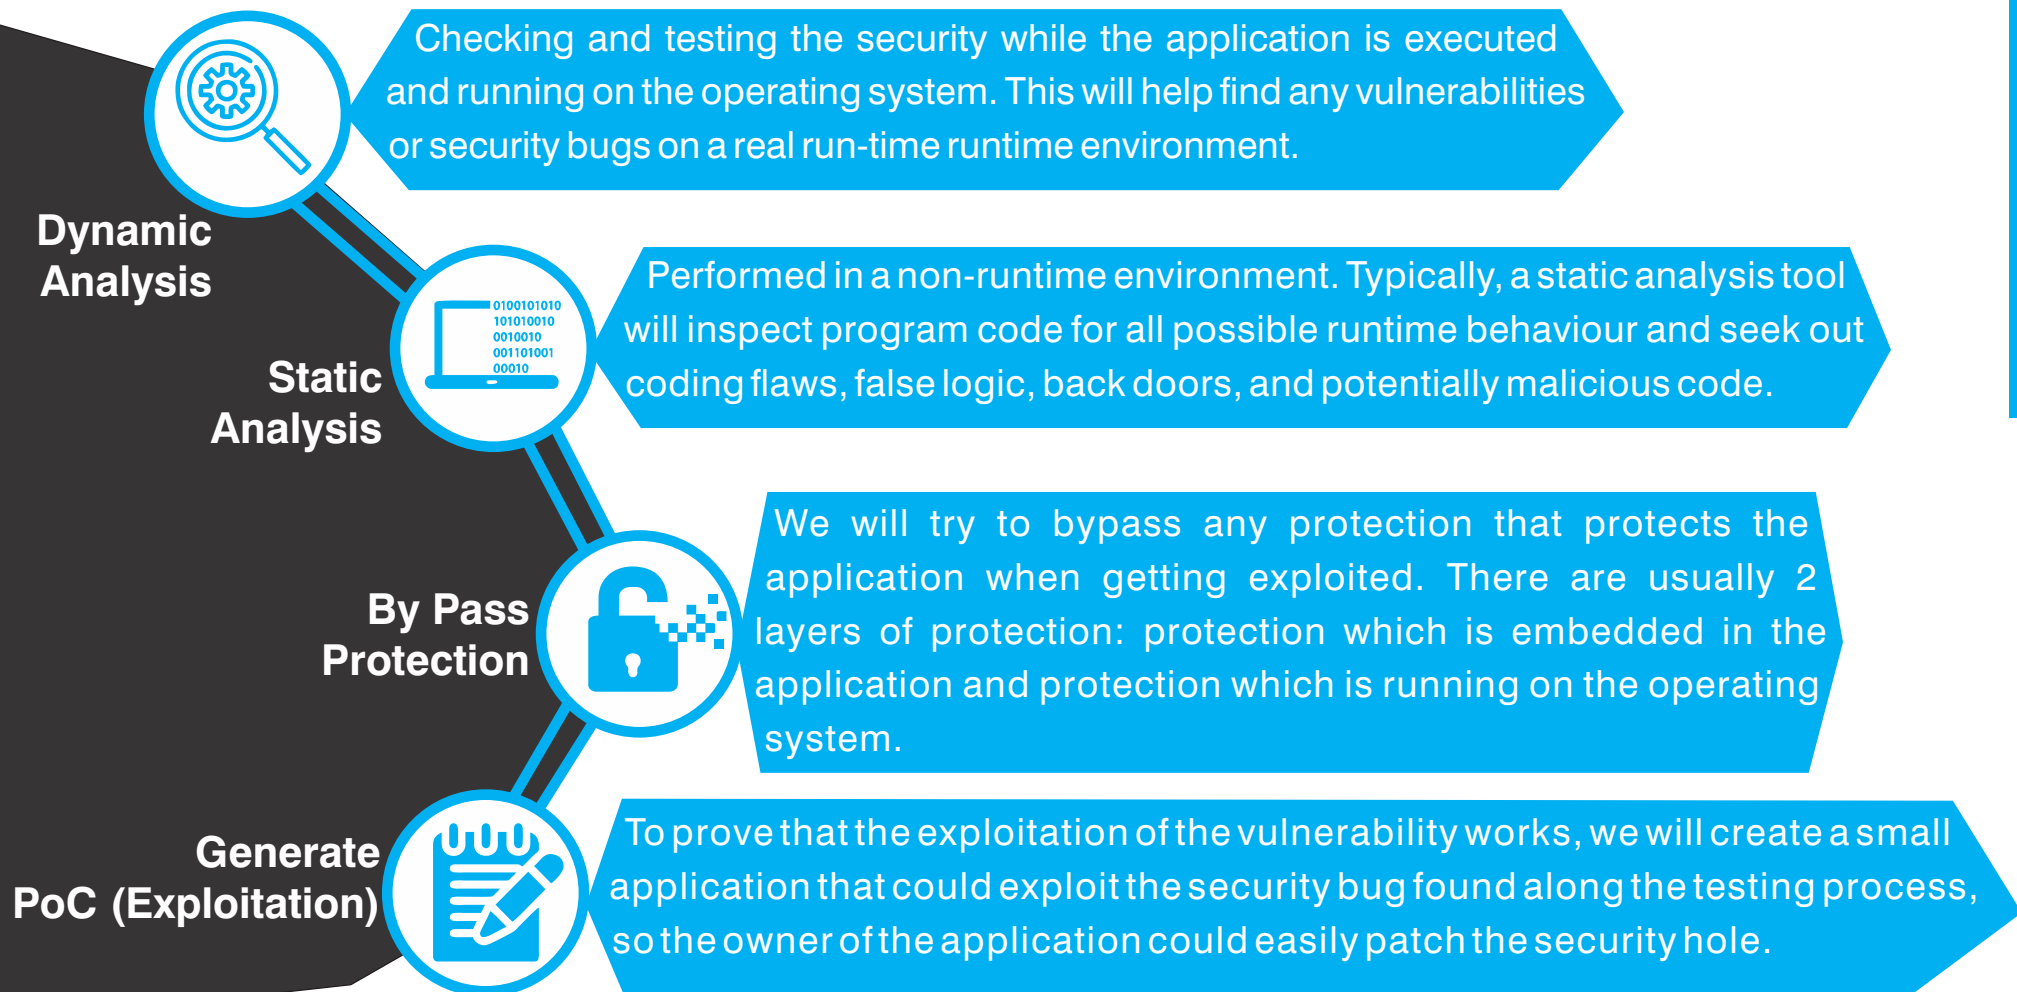 Checking and testing the security while the application is executed
and running on the operating system. This will help find any vulnerabilities
or security bugs on a real run-time runtime environment.
Dynamic
Analysis
Performed in a non-runtime environment. Typically, a static analysis tool
will inspect program code for all possible runtime behaviour and seek out
coding flaws, false logic, back doors, and potentially malicious code.
0100101010
101010010
0010010
001101001
00010
Static
Analysis
We will try to bypass any protection that protects the
application when getting exploited. There are usually 2
layers of protection: protection which is embedded in the
application and protection which is running on the operating
system.
By Pass
Protection
To prove that the exploitation of the vulnerability works, we will create a small
application that could exploit the security bug found along the testing process,
so the owner of the application could easily patch the security hole.
Generate
PoC (Exploitation)